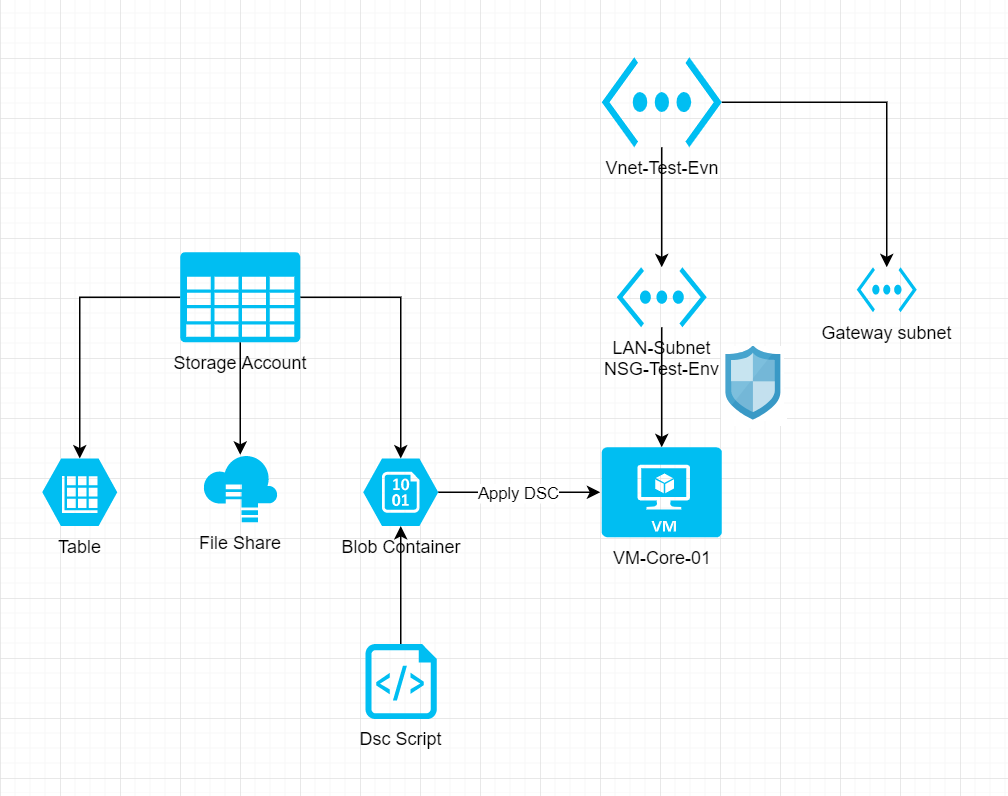 Vnet-Test-Evn
LAN-Subnet
NSG-Test-Env
Gateway subnet
Storage Account
Table
File Share
10
01
Blob Container
Apply DSC
VM
VM-Core-01
</>
Dsc Script